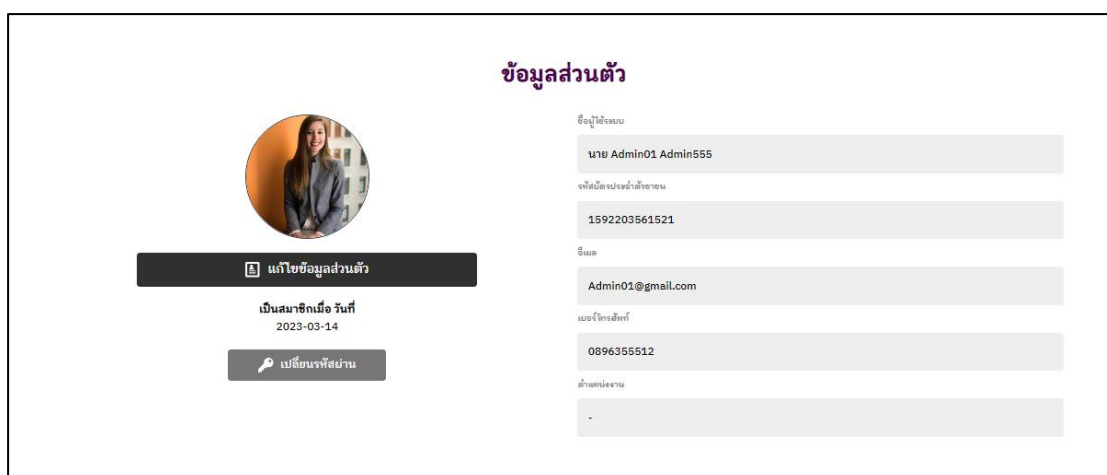 ข้อมูลส่วนตัว
แก้ไขข้อมูลส่วนตัว
เป็นสมาชิกเมื่อ วันที่
2023-03-14
เปลี่ยนรหัสผ่าน
ชื่อผู้ใช้ระบบ
นาย Admin01 Admin555
รหัสบัตรประจำตัวประชาชน
1592203561521
อีเมล
Admin01@gmail.com
เบอร์โทรศัพท์
0896355512
ตำแหน่งงาน
-